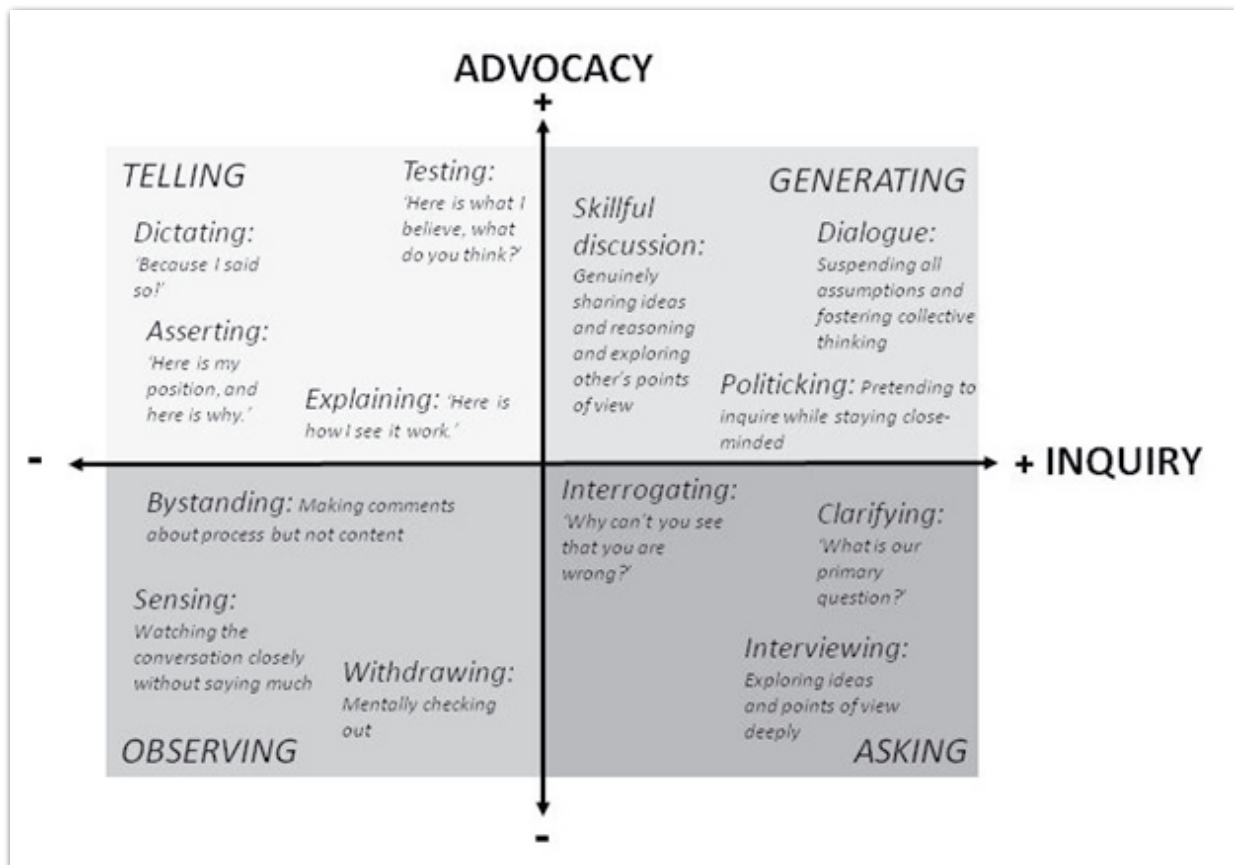 ADVOCACY
+
TELLING
Testing:
'Here is what I
believe, what
do you think?'
Dictating:
'Because I said
so!'
Asserting:
'Here is my
position, and
here is why.'
Explaining: 'Here is
how I see it work.'
GENERATING
Skillful
discussion:
Genuinely
sharing ideas
and reasoning
and exploring
other's points
of view
Dialogue:
Suspending all
assumptions and
fostering collective
thinking
Politicking: Pretending to
inquire while staying close-
minded
-
+ INQUIRY
Bystanding: Making comments
about process but not content
Sensing:
Watching the
conversation closely
without saying much
Withdrawing:
Mentally checking
out
OBSERVING
Interrogating:
'Why can't you see
that you are
wrong?'
Clarifying:
'What is our
primary
question?'
Interviewing:
Exploring ideas
and points of view
deeply
ASKING
-